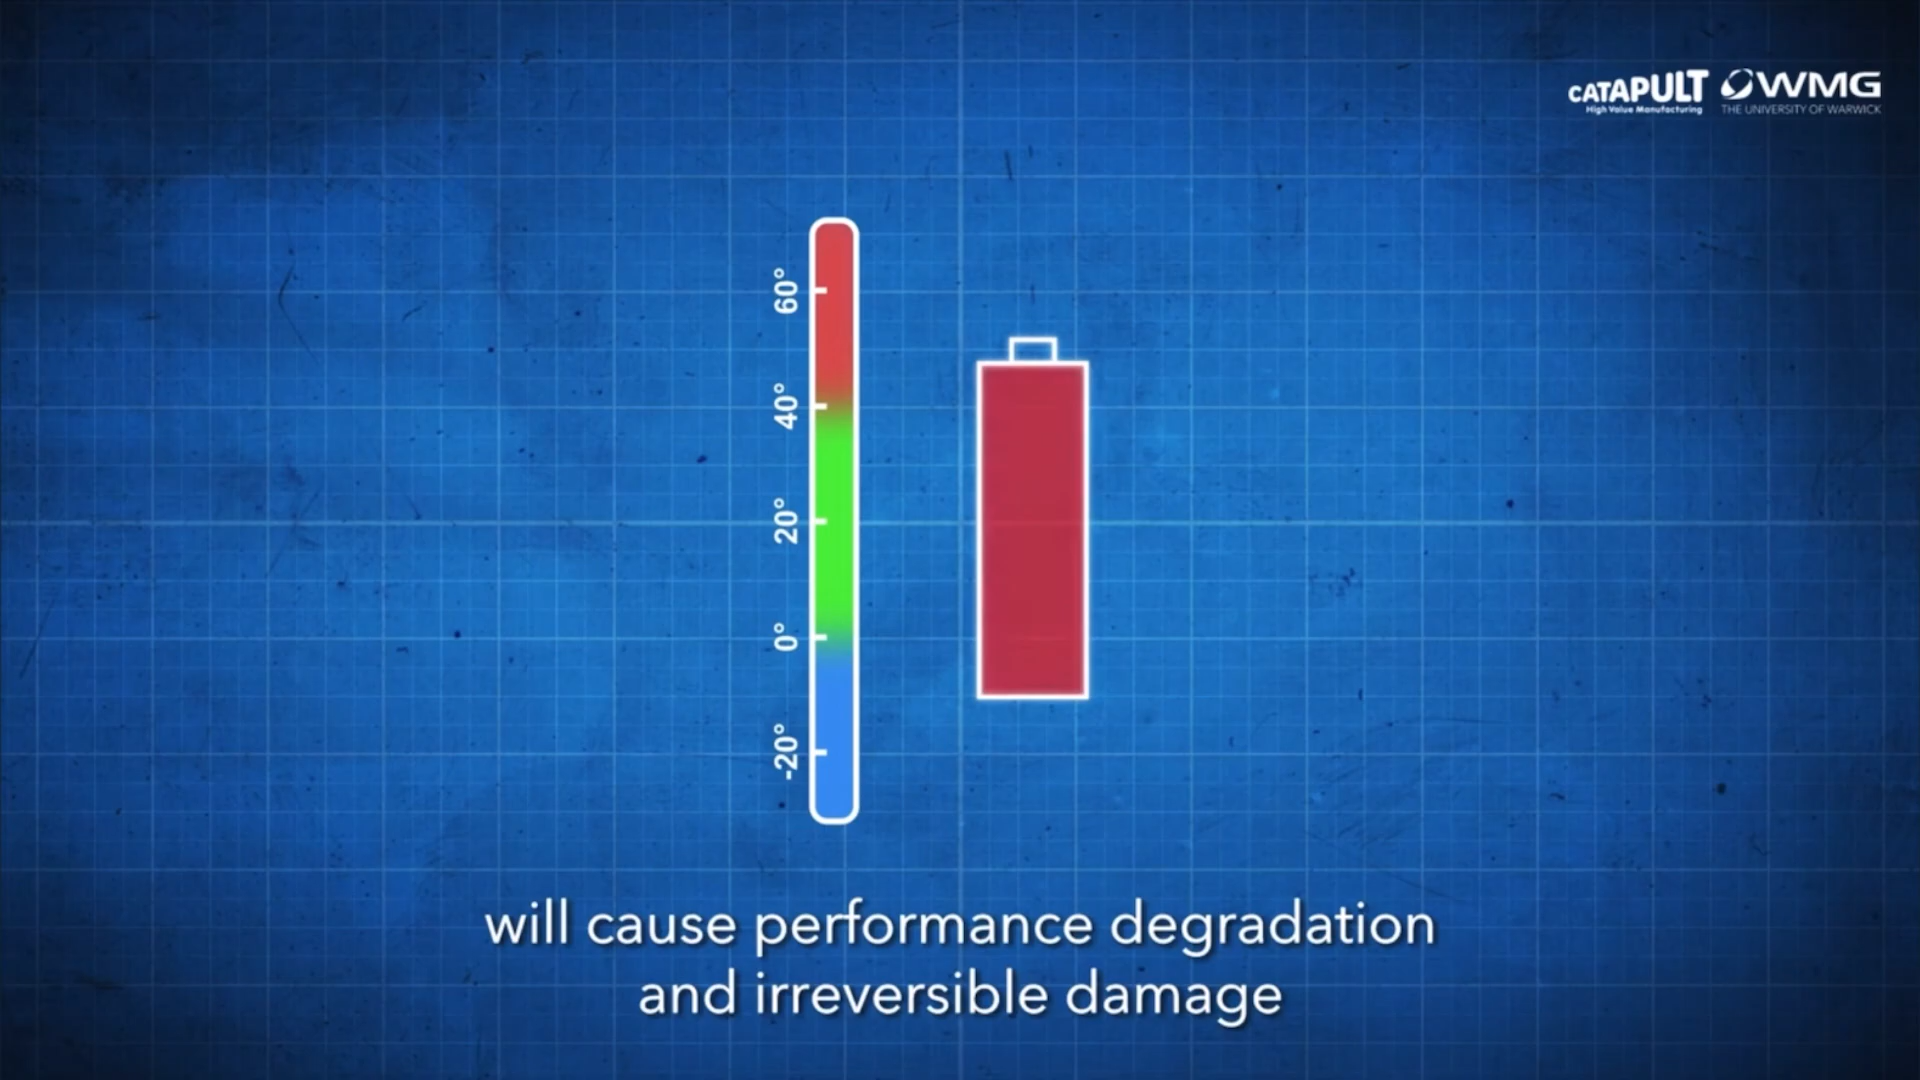 CATAPULT
High Value Manufacturing
WMG
THE UNIVERSITY OF WARWICK
60°
40°
20°
0°
-20°
will cause performance degradation
and irreversible damage